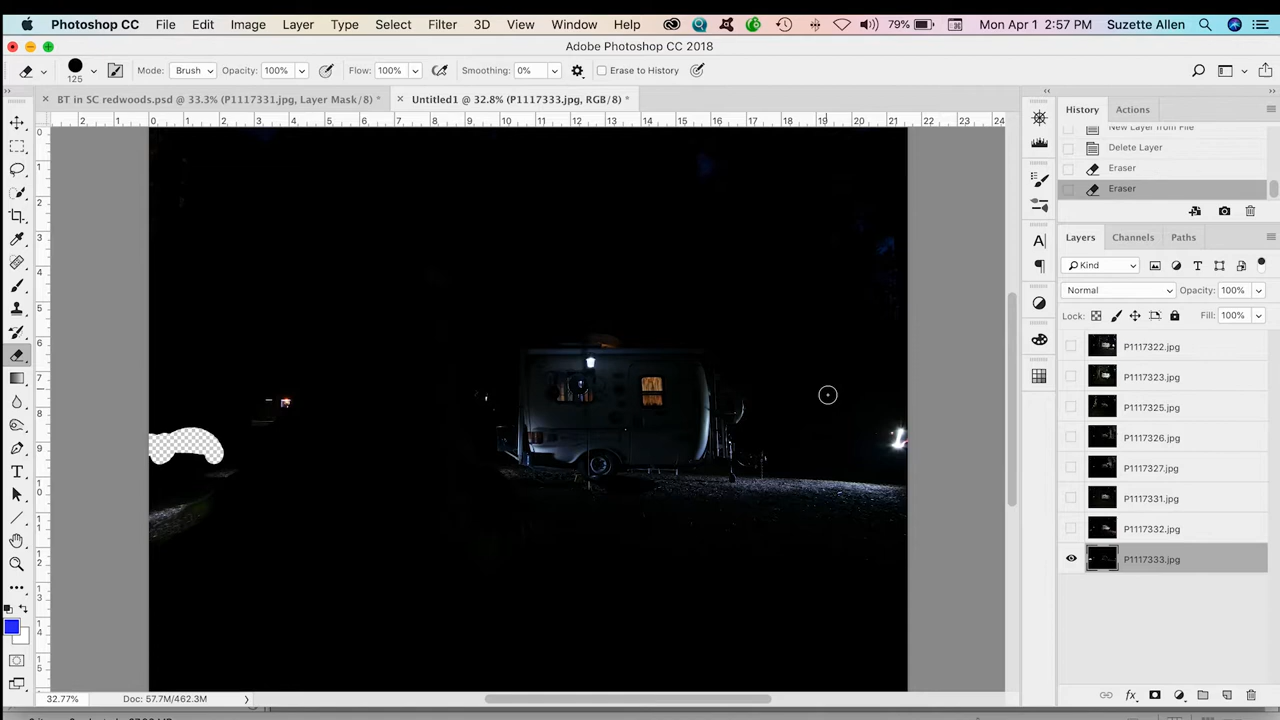 Photoshop CC File Edit Image Layer Type Select Filter 3D View Window Help 79% Mon Apr 1 2:57 PM Suzette Allen
Adobe Photoshop CC 2018
125 Mode: Brush Opacity: 100% Flow: 100% Smoothing: 0% Erase to History
BT in SC redwoods.psd @ 33.3% (P1117331.jpg, Layer Mask/8) * Untitled1 @ 32.8% (P1117333.jpg, RGB/8) *
History Actions
New Layer from File
Delete Layer
Eraser
Eraser
Layers Channels Paths
Kind
Normal Opacity: 100%
Lock: Fill: 100%
P1117322.jpg
P1117323.jpg
P1117325.jpg
P1117326.jpg
P1117327.jpg
P1117331.jpg
P1117332.jpg
P1117333.jpg
32.77% Doc: 57.7M/462.3M